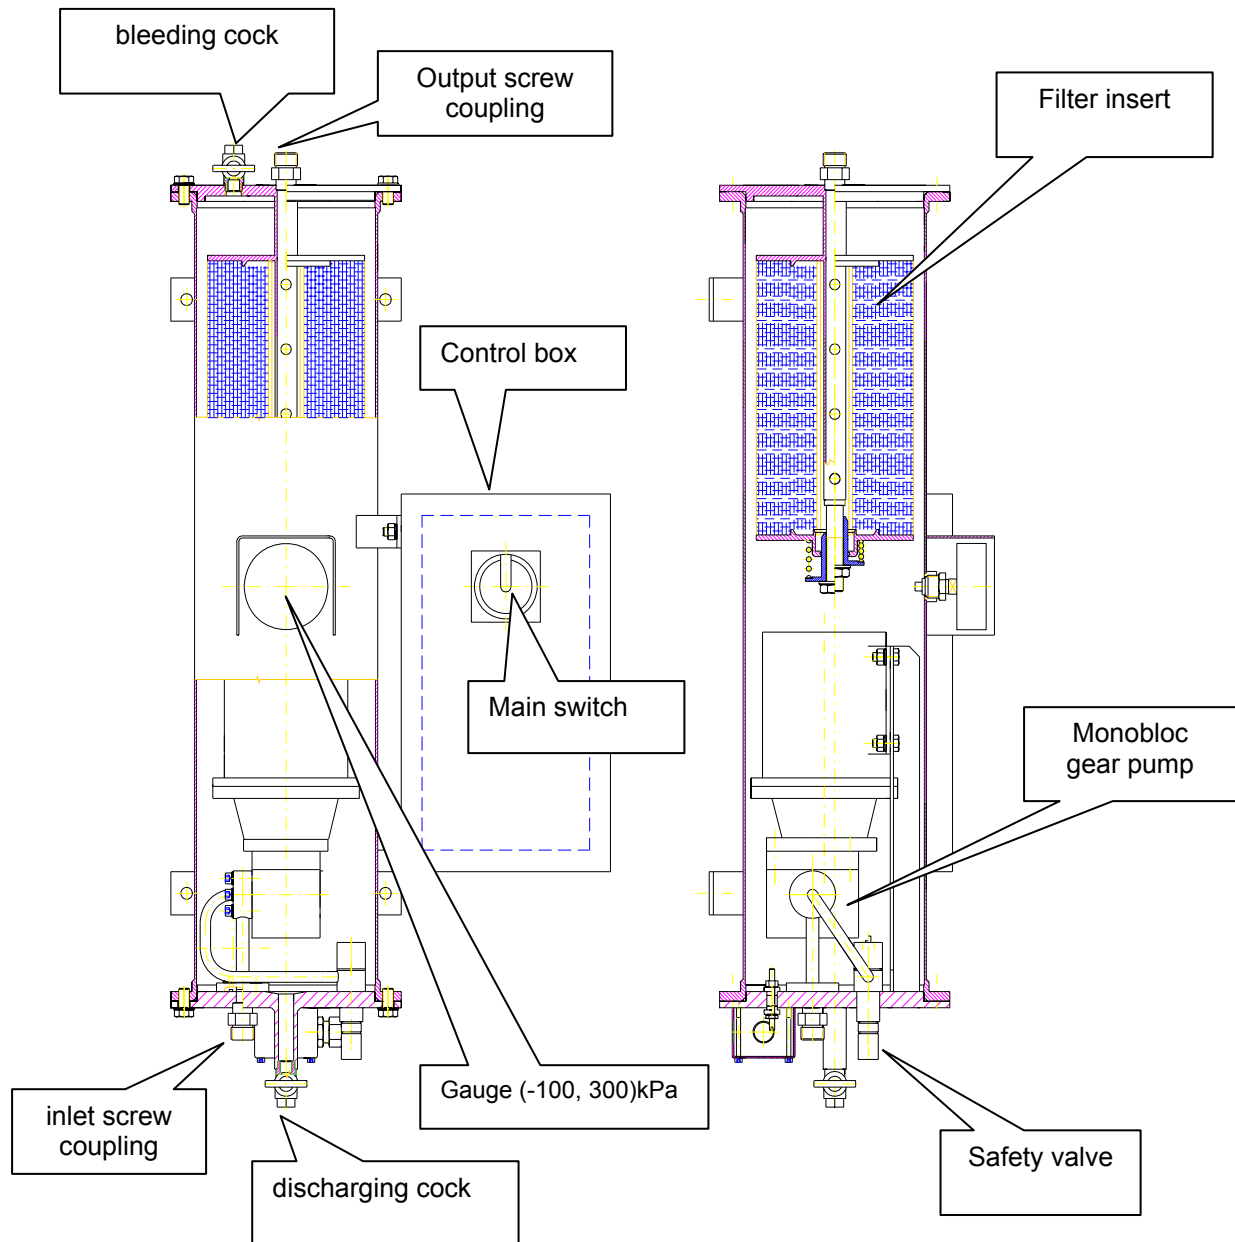 bleeding cock
Output screw
coupling
Filter insert
Control box
Main switch
Monobloc
gear pump
Gauge (-100, 300)kPa
inlet screw
coupling
Safety valve
discharging cock